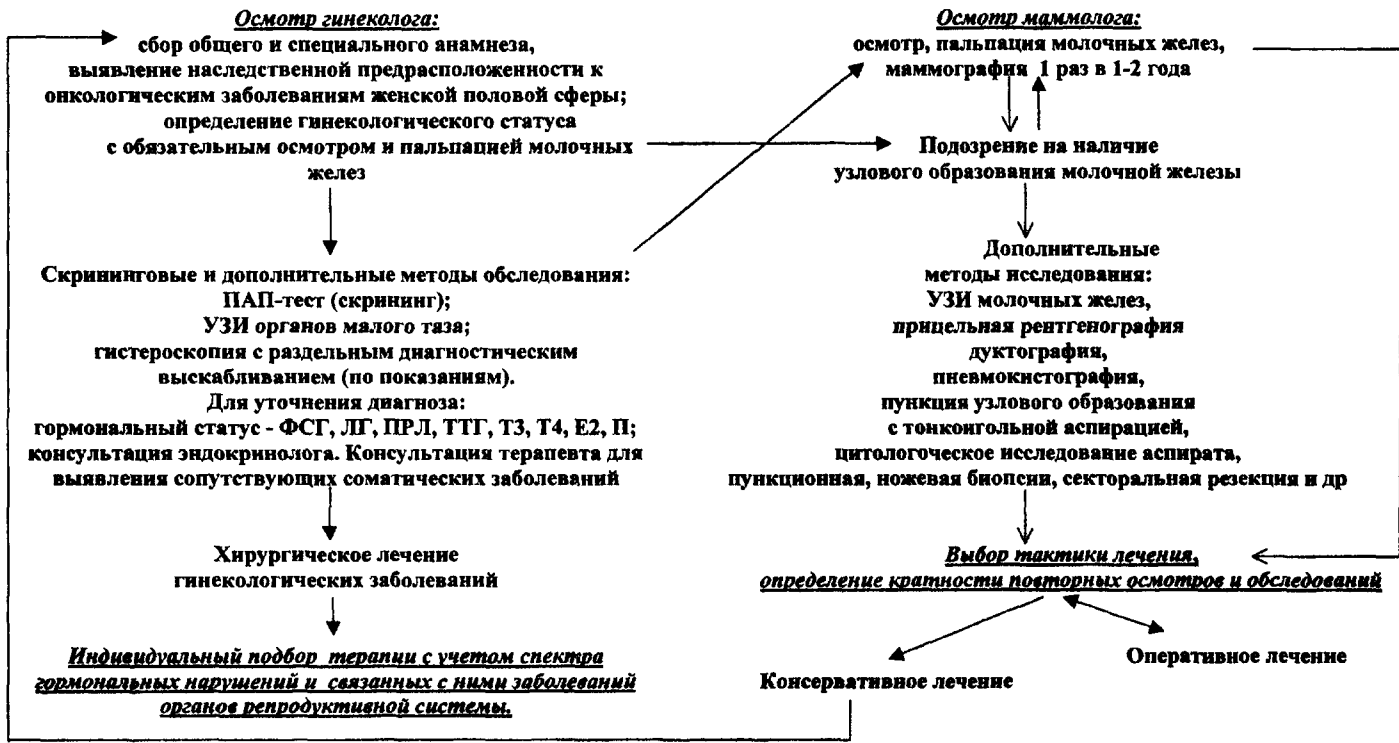 Осмотр гинеколога:
сбор общего и специального анамнеза,
выявление наследственной предрасположенности к
онкологическим заболеваниям женской половой сферы;
определение гинекологического статуса
с обязательным осмотром и пальпацией молочных
желез
Скрининговые и дополнительные методы обследования:
ПАП-тест (скрининг);
УЗИ органов малого таза;
гистероскопия с раздельным диагностическим
выскабливанием (по показаниям).
Для уточнения диагноза:
гормональный статус - ФСГ, ЛГ, ПРЛ, ТТГ, Т3, Т4, Е2, П;
консультация эндокринолога. Консультация терапевта для
выявления сопутствующих соматических заболеваний
Хирургическое лечение
гинекологических заболеваний
Индивидуальный подбор терапии с учетом спектра
гормональных нарушений и связанных с ними заболеваний
органов репродуктивной системы.
Осмотр маммолога:
осмотр, пальпация молочных желез,
маммография 1 раз в 1-2 года
Подозрение на наличие
узлового образования молочной железы
Дополнительные
методы исследования:
УЗИ молочных желез,
прицельная рентгенография
дуктография,
пневмокистография,
пункция узлового образования
с тонкоигольной аспирацией,
цитологоческое исследование аспирата,
пункционная, ножевая биопсии, секторальная резекция и др
Выбор тактики лечения,
определение кратности повторных осмотров и обследований
Оперативное лечение
Консервативное лечение